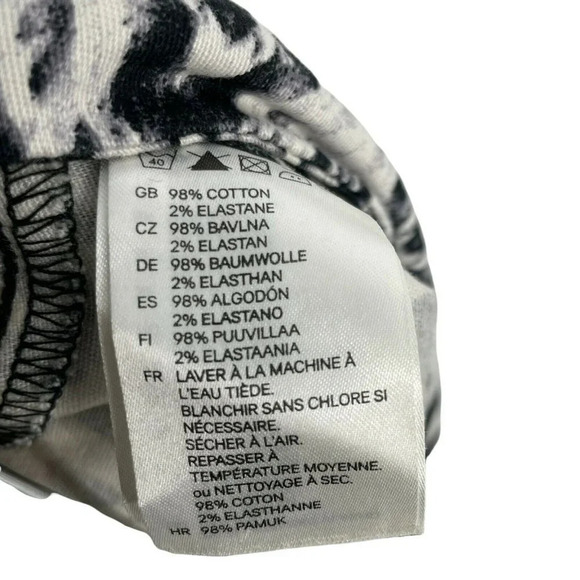 40
GB 98% COTTON
2% ELASTANE
CZ 98% BAVLNA
2% ELASTAN
DE 98% BAUMWOLLE
2% ELASTHAN
ES 98% ALGODÓN
2% ELASTANO
FI 98% PUUVILLAA
2% ELASTAANIA
FR LAVER À LA MACHINE À
L'EAU TIÈDE.
BLANCHIR SANS CHLORE SI
NÉCESSAIRE.
SÉCHER À L'AIR.
REPASSER À
TEMPÉRATURE MOYENNE.
ou NETTOYAGE À SEC.
98% COTON
2% ELASTHANNE
HR 98% PAMUK